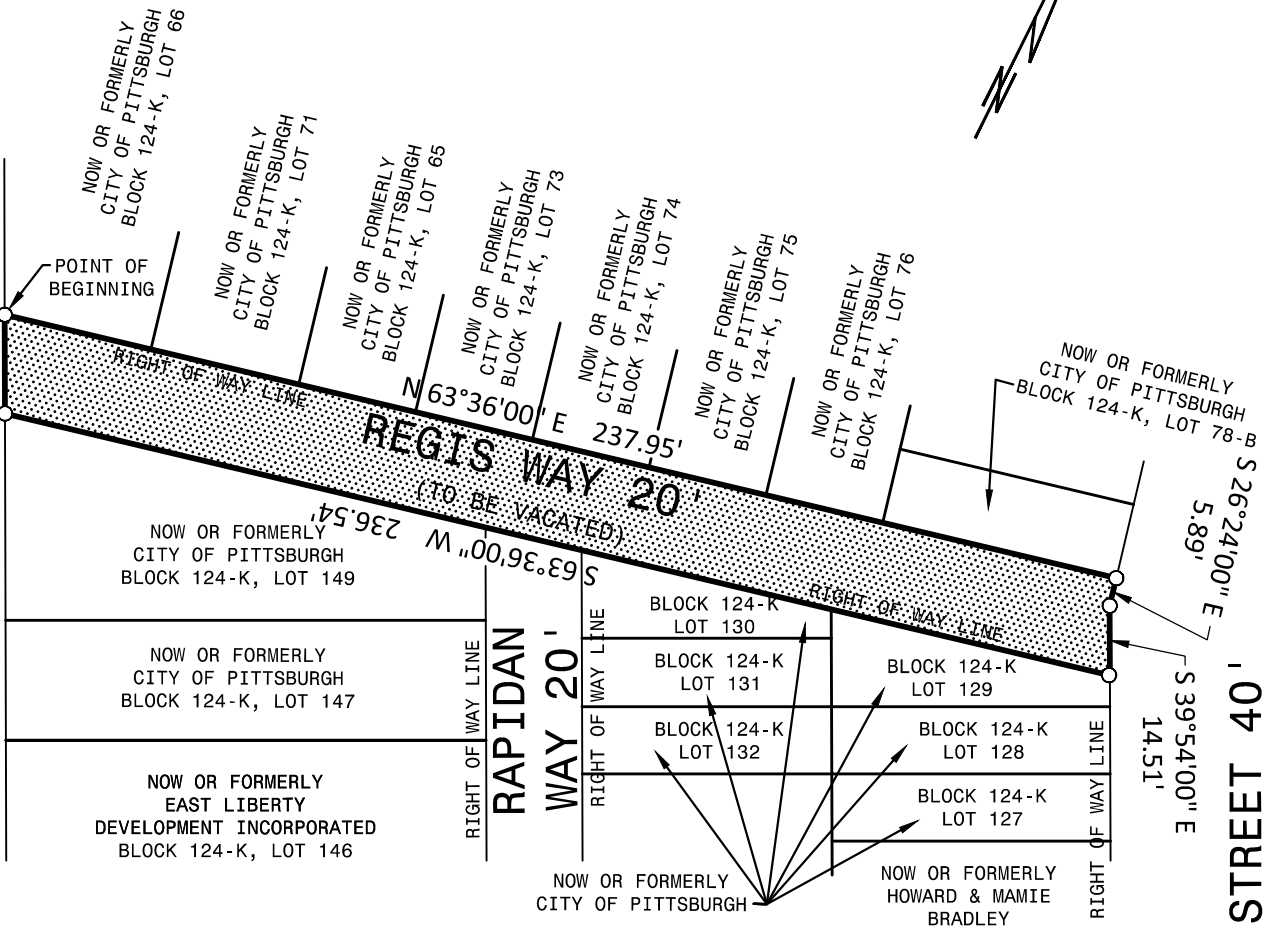 NOW OR FORMERLY
CITY OF PITTSBURGH
BLOCK 124-K, LOT 66
NOW OR FORMERLY
CITY OF PITTSBURGH
BLOCK 124-K, LOT 71
NOW OR FORMERLY
CITY OF PITTSBURGH
BLOCK 124-K, LOT 65
NOW OR FORMERLY
CITY OF PITTSBURGH
BLOCK 124-K, LOT 73
NOW OR FORMERLY
CITY OF PITTSBURGH
BLOCK 124-K, LOT 74
NOW OR FORMERLY
CITY OF PITTSBURGH
BLOCK 124-K, LOT 75
NOW OR FORMERLY
CITY OF PITTSBURGH
BLOCK 124-K, LOT 76
NOW OR FORMERLY
CITY OF PITTSBURGH
BLOCK 124-K, LOT 78-B
N
POINT OF
BEGINNING
RIGHT OF WAY LINE
N 63°36'00" E 237.95'
REGIS WAY 20'
(TO BE VACATED)
S 63°36'00" W 236.54'
RIGHT OF WAY LINE
S 26°24'00" E
5.89'
S 39°54'00" E
14.51'
STREET 40'
NOW OR FORMERLY
CITY OF PITTSBURGH
BLOCK 124-K, LOT 149
NOW OR FORMERLY
CITY OF PITTSBURGH
BLOCK 124-K, LOT 147
NOW OR FORMERLY
EAST LIBERTY
DEVELOPMENT INCORPORATED
BLOCK 124-K, LOT 146
RIGHT OF WAY LINE
RAPIDAN
WAY 20'
RIGHT OF WAY LINE
BLOCK 124-K
LOT 130
BLOCK 124-K
LOT 131
BLOCK 124-K
LOT 132
BLOCK 124-K
LOT 129
BLOCK 124-K
LOT 128
BLOCK 124-K
LOT 127
RIGHT OF WAY LINE
NOW OR FORMERLY
CITY OF PITTSBURGH
NOW OR FORMERLY
HOWARD & MAMIE
BRADLEY